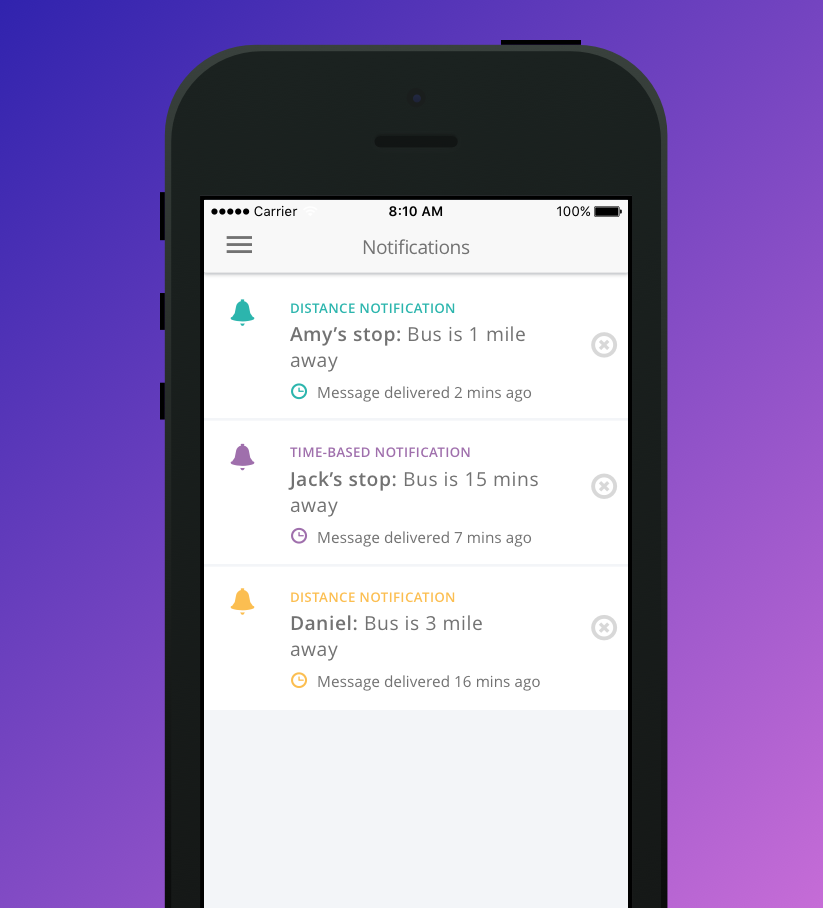 Carrier 8:10 AM 100%
Notifications
DISTANCE NOTIFICATION
Amy’s stop: Bus is 1 mile
away
Message delivered 2 mins ago
TIME-BASED NOTIFICATION
Jack’s stop: Bus is 15 mins
away
Message delivered 7 mins ago
DISTANCE NOTIFICATION
Daniel: Bus is 3 mile
away
Message delivered 16 mins ago